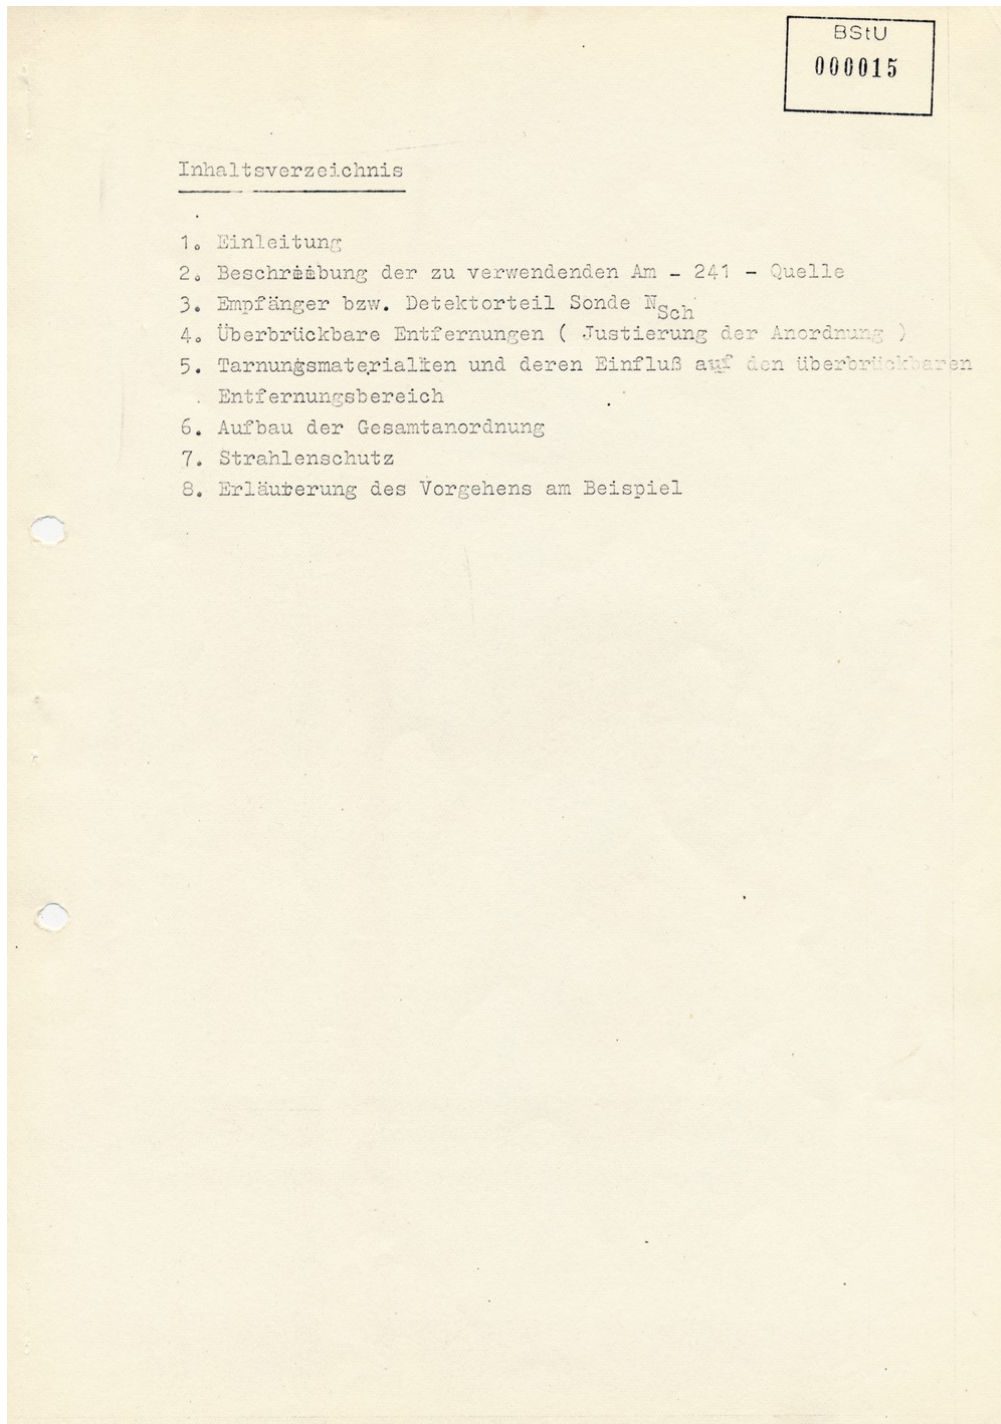 BStU
000015
Inhaltsverzeichnis
1. Einleitung
2. Beschreibung der zu verwendenden Am - 241 - Quelle
3. Empfänger bzw. Detektorteil Sonde NSch
4. Überbrückbare Entfernungen ( Justierung der Anordnung )
5. Tarnungsmaterialien und deren Einfluß auf den überbrückbaren
Entfernungsbereich
6. Aufbau der Gesamtanordnung
7. Strahlenschutz
8. Erläuterung des Vorgehens am Beispiel